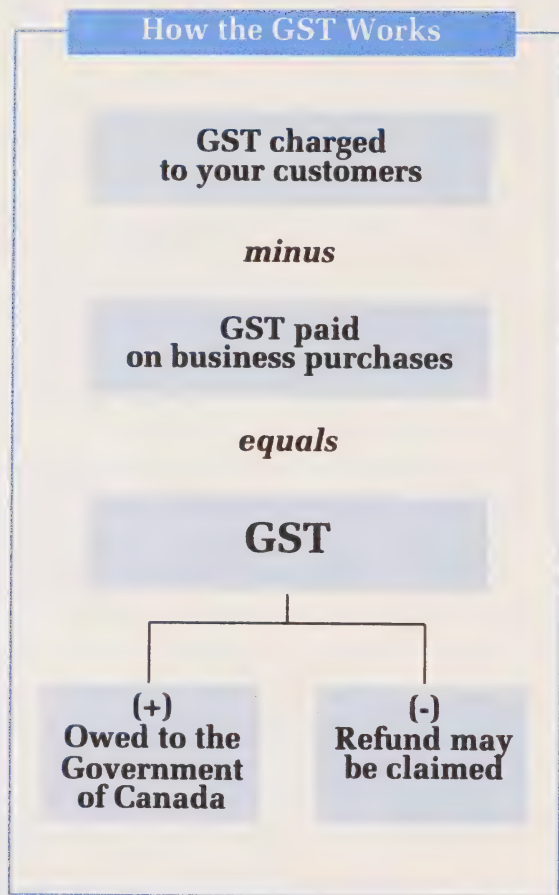 How the GST Works
GST charged
to your customers
minus
GST paid
on business purchases
equals
GST
(+)
Owed to the
Government
of Canada
(-)
Refund may
be claimed